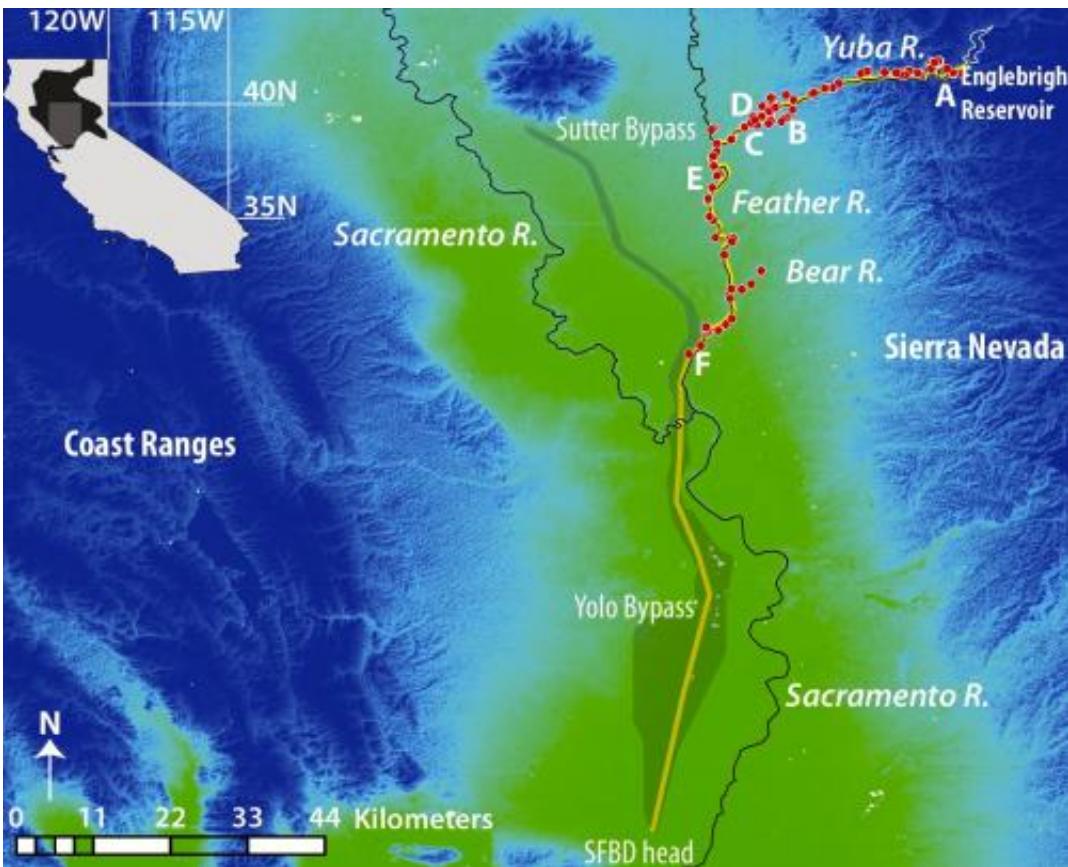 120W 115W
40N
35N
Yuba R.
Englebrigh
Reservoir
A
D
B
C
Sutter Bypass
E
Feather R.
Sacramento R.
Bear R.
Sierra Nevada
F
Coast Ranges
Yolo Bypass
Sacramento R.
N
0 11 22 33 44 Kilometers
SFBD head